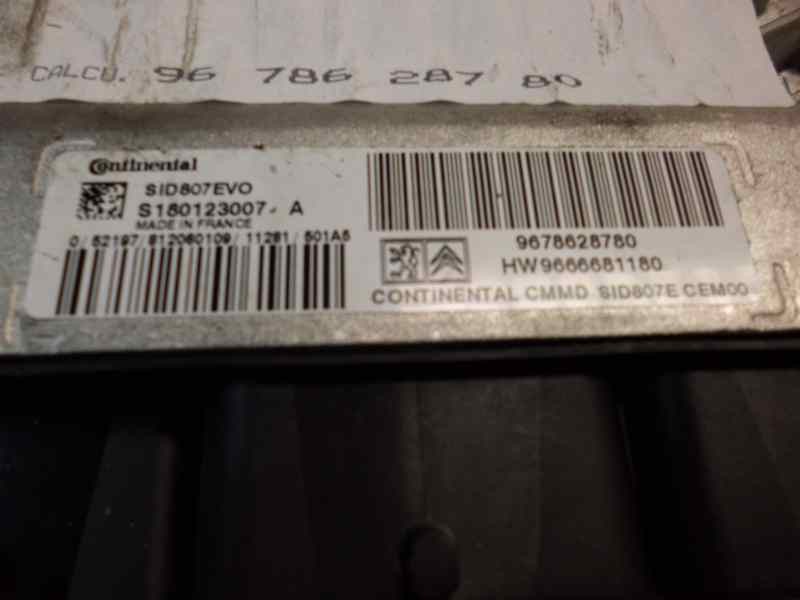 CALCU. 96 786 287 80
Continental
SID807EVO
S180123007- A
MADE IN FRANCE
0/52197/812060109/11281/501A5
9678628780
HW9666681180
CONTINENTAL CMMD SID807E CEM00